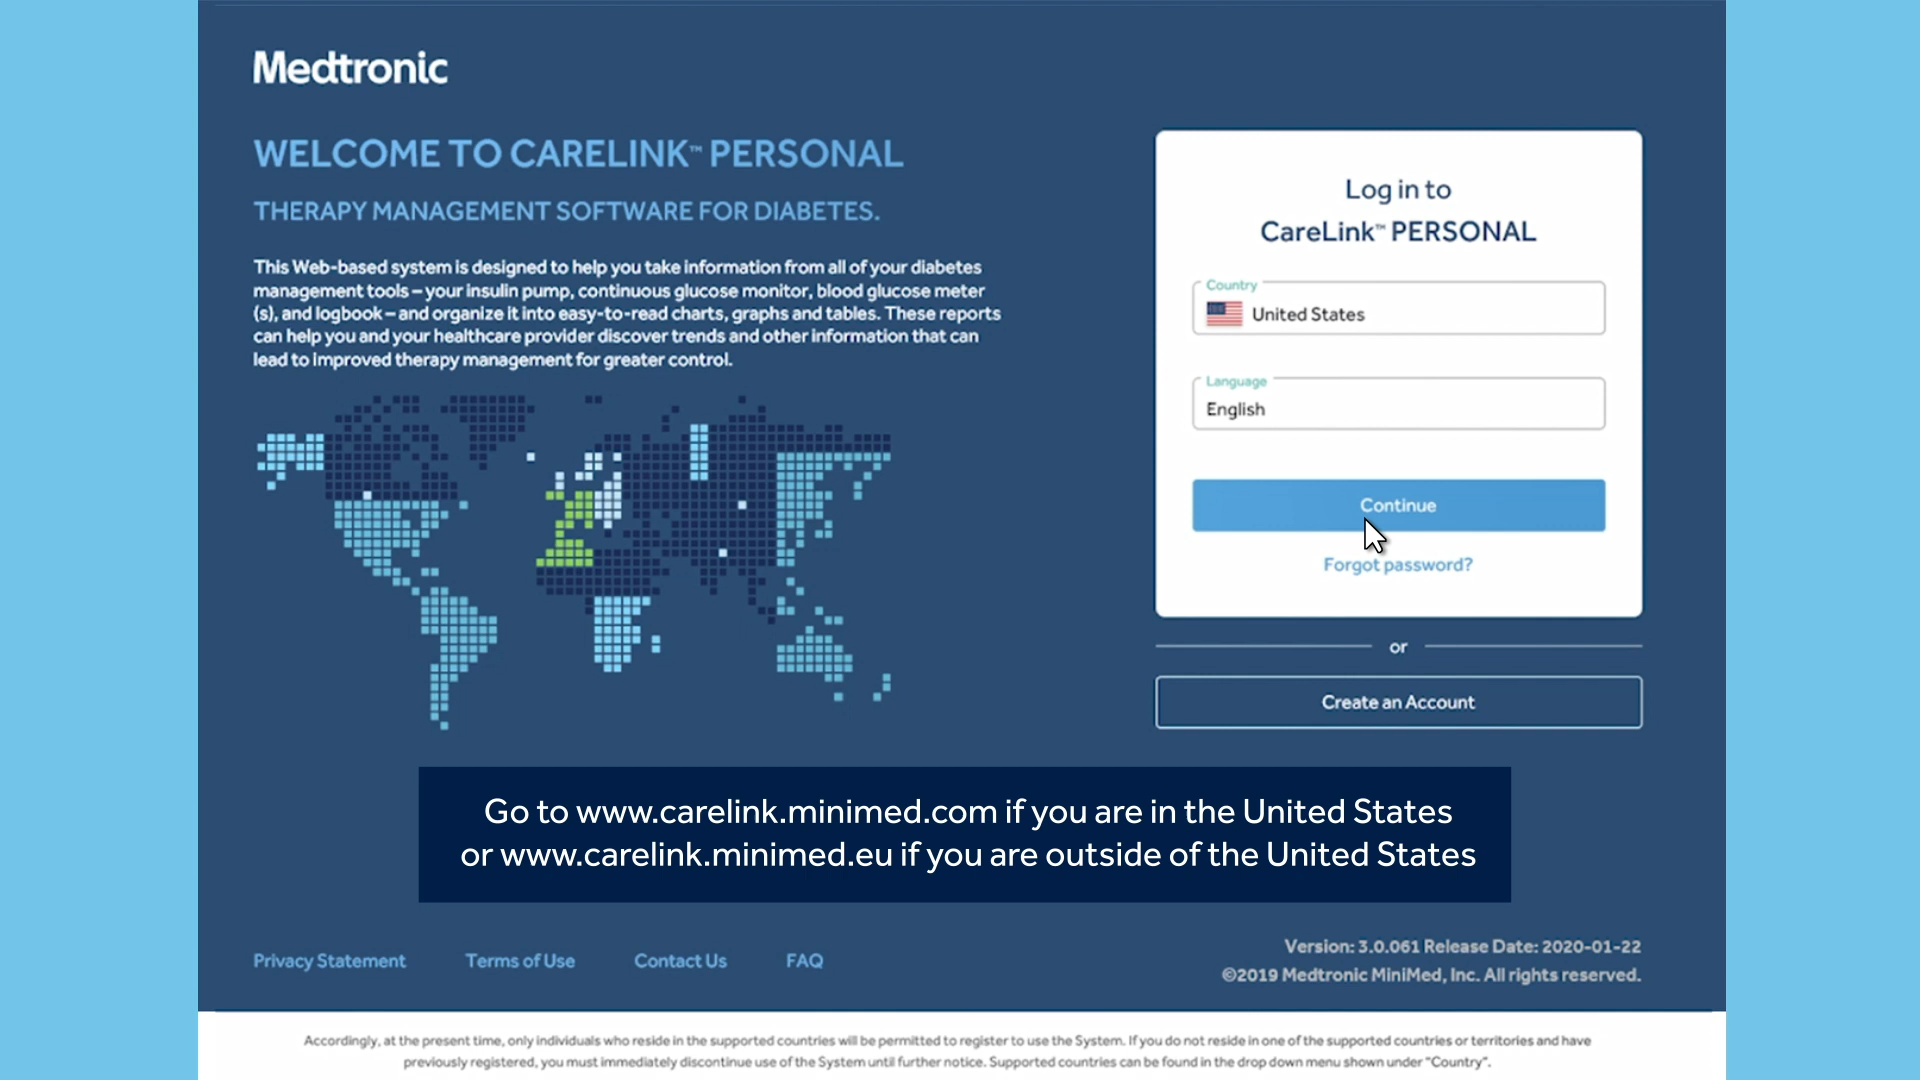 Medtronic
WELCOME TO CARELINK™ PERSONAL
THERAPY MANAGEMENT SOFTWARE FOR DIABETES.
This Web-based system is designed to help you take information from all of your diabetes
management tools – your insulin pump, continuous glucose monitor, blood glucose meter
(s), and logbook – and organize it into easy-to-read charts, graphs and tables. These reports
can help you and your healthcare provider discover trends and other information that can
lead to improved therapy management for greater control.
Log in to
CareLink™ PERSONAL
Country
United States
Language
English
Continue
Forgot password?
or
Create an Account
Go to www.carelink.minimed.com if you are in the United States
or www.carelink.minimed.eu if you are outside of the United States
Privacy Statement
Terms of Use
Contact Us
FAQ
Version: 3.0.061 Release Date: 2020-01-22
©2019 Medtronic MiniMed, Inc. All rights reserved.
Accordingly, at the present time, only individuals who reside in the supported countries will be permitted to register to use the System. If you do not reside in one of the supported countries or territories and have
previously registered, you must immediately discontinue use of the System until further notice. Supported countries can be found in the drop down menu shown under "Country".